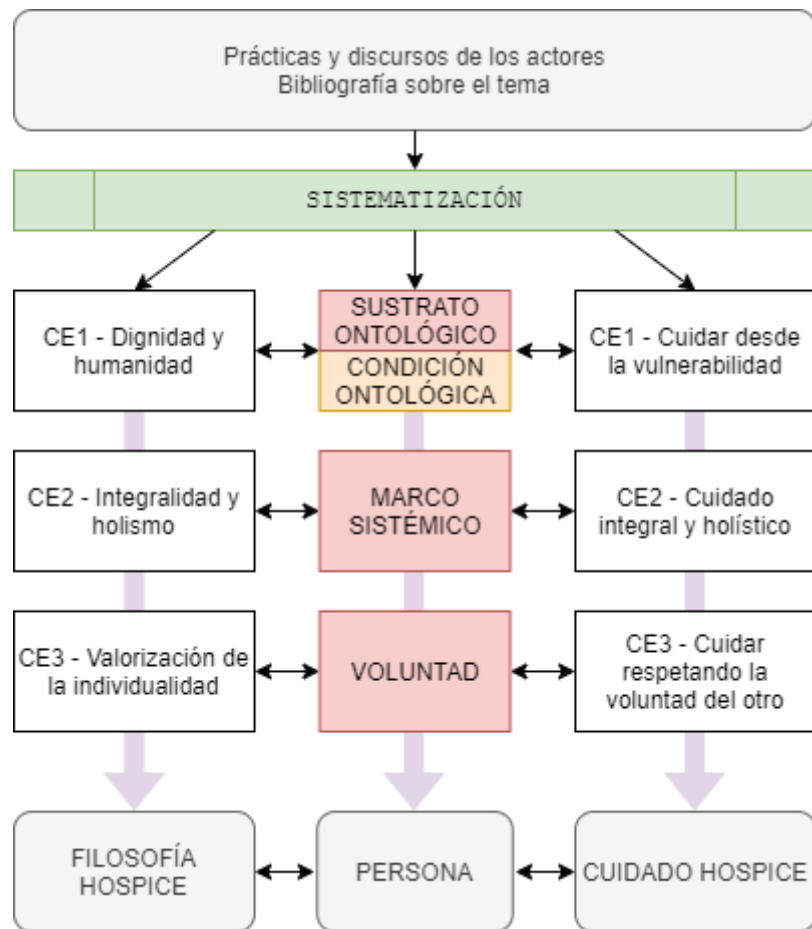 Prácticas y discursos de los actores
Bibliografía sobre el tema
SISTEMATIZACIÓN
CE1 - Dignidad y
humanidad
SUSTRATO
ONTOLÓGICO
CONDICIÓN
ONTOLÓGICA
CE1 - Cuidar desde
la vulnerabilidad
CE2 - Integralidad y
holismo
MARCO
SISTÉMICO
CE2 - Cuidado
integral y holístico
CE3 - Valorización de
la individualidad
VOLUNTAD
CE3 - Cuidar
respetando la
voluntad del otro
FILOSOFÍA
HOSPICE
PERSONA
CUIDADO HOSPICE